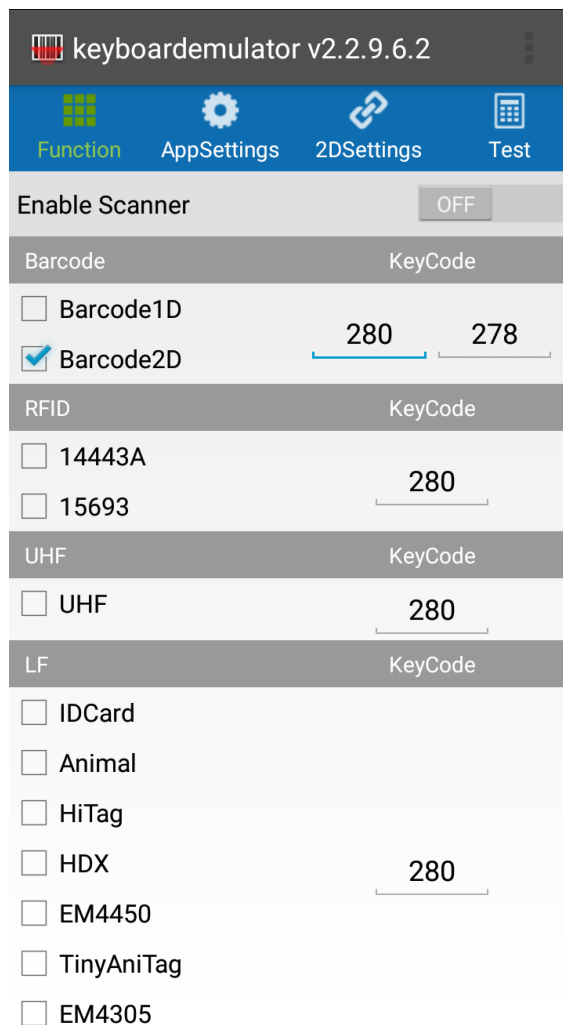 keyboardemulator v2.2.9.6.2
Function AppSettings 2DSettings Test
Enable Scanner OFF
Barcode KeyCode
Barcode1D
280 278
Barcode2D
RFID KeyCode
14443A
280
15693
UHF KeyCode
UHF 280
LF KeyCode
IDCard
Animal
HiTag
HDX 280
EM4450
TinyAniTag
EM4305